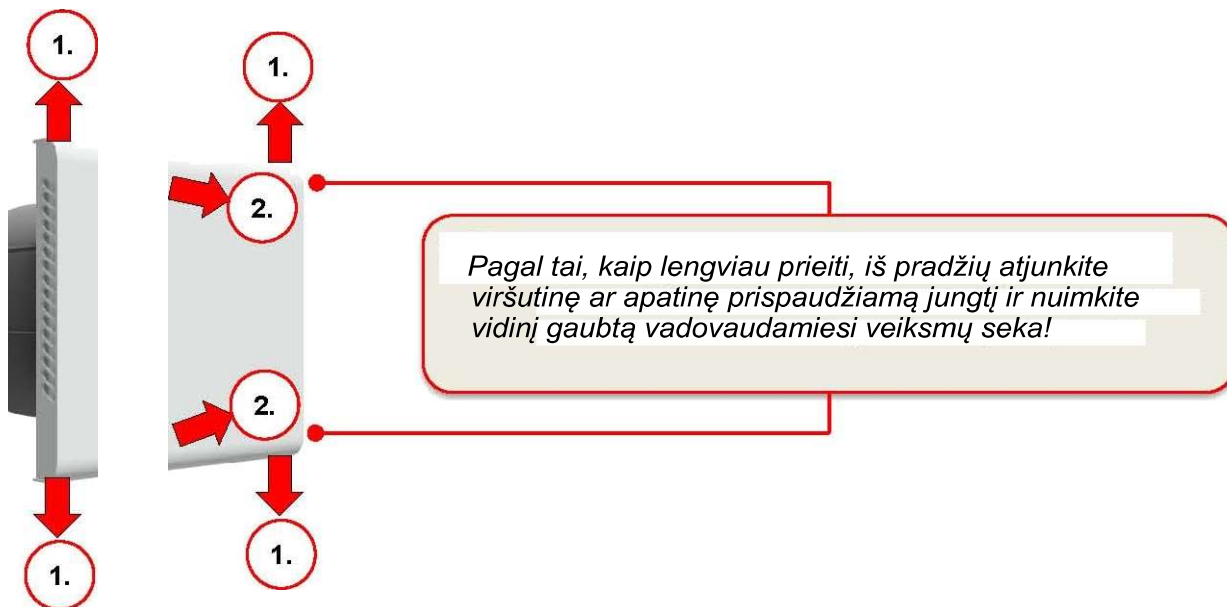 1.
1.
2.
Pagal tai, kaip lengviau prieiti, iš pradžių atjunkite
viršutinę ar apatinę prispaudžiamą jungtį ir nuimkite
vidinį gaubtą vadovaudamiesi veiksmų seka!
2.
1.
1.